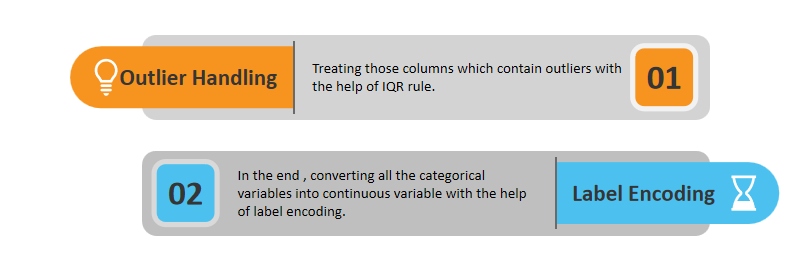 Outlier Handling
Treating those columns which contain outliers with
the help of IQR rule.
01
02
In the end , converting all the categorical
variables into continuous variable with the help
of label encoding.
Label Encoding